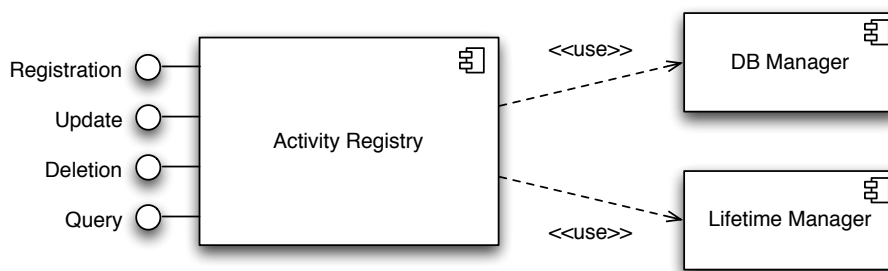 Registration
Update
Deletion
Query
Activity Registry
<<use>>
DB Manager
<<use>>
Lifetime Manager